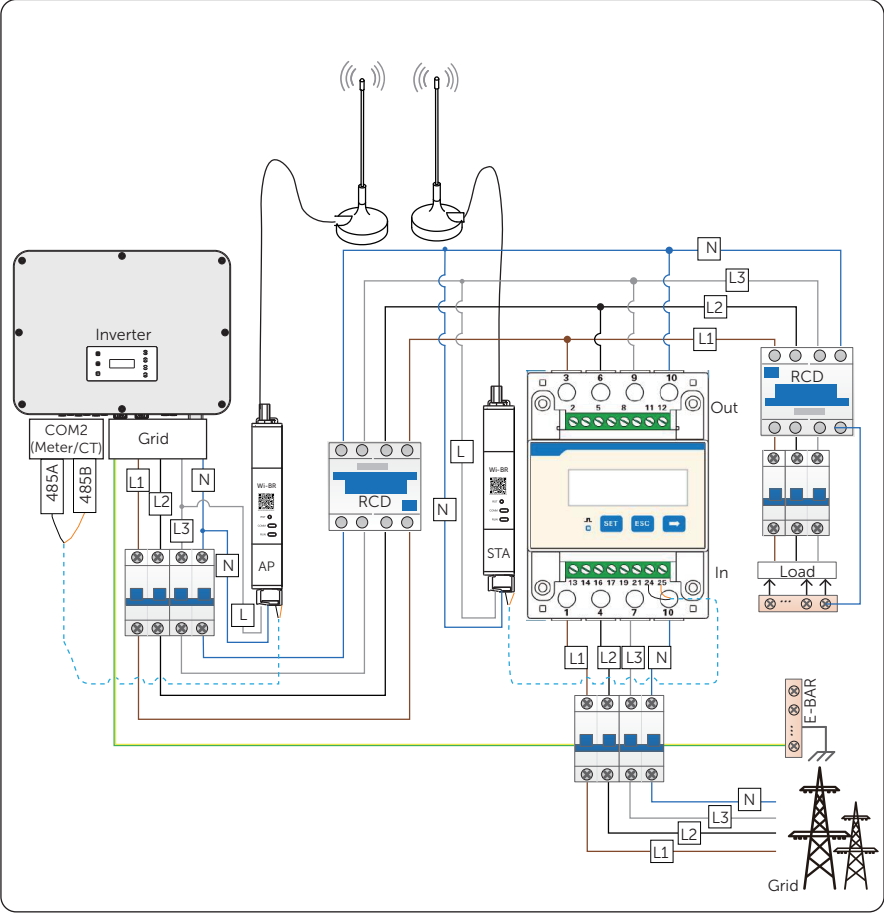 N
L3
L2
L1
Inverter
COM2
(Meter/CT)
Grid
485A
485B
L1
L2
L3
N
N
L
Wi-BR
AP
RCD
L
N
Wi-BR
STA
3 6 9 10
2 5 8 11 12
Out
SET
ESC
In
13 14 16 17 19 21 24 25
1 4 7 10
RCD
Load
...
L1
L2
L3
N
E-BAR
...
N
L3
L2
L1
Grid